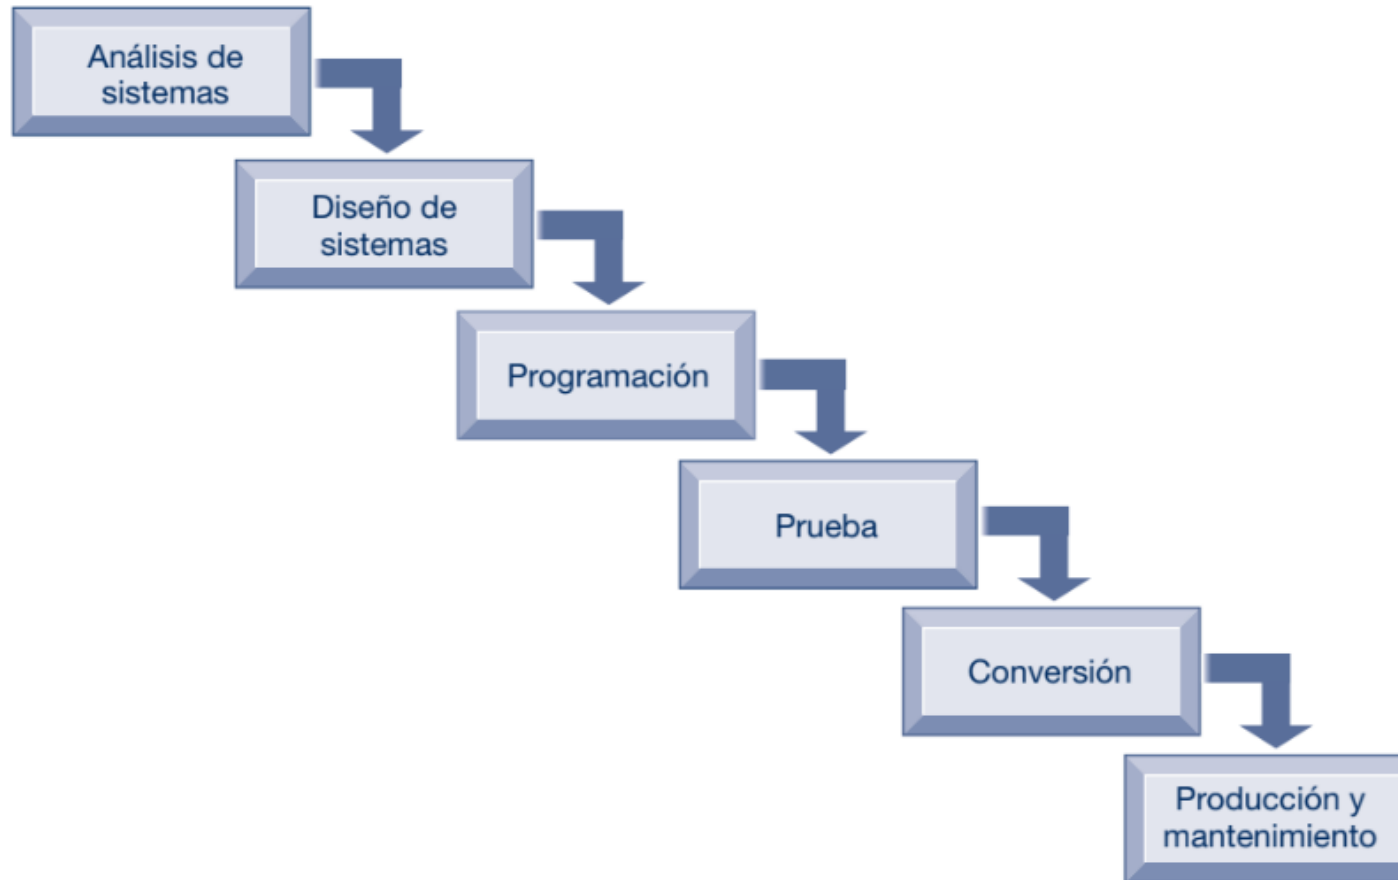 Análisis de
sistemas
Diseño de
sistemas
Programación
Prueba
Conversión
Producción y
mantenimiento